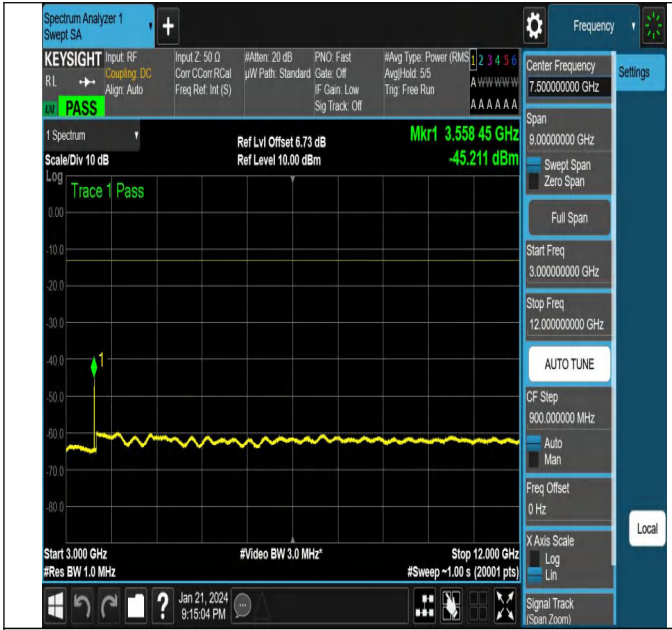 Spectrum Analyzer 1
Swept SA
Frequency
KEYSIGHT
RL
LXI
PASS
Input: RF
Coupling: DC
Align: Auto
Input Z: 50 Ω
Corr CCorr RCal
Freq Ref: Int (S)
#Atten: 20 dB
µW Path: Standard
PNO: Fast
Gate: Off
IF Gain: Low
Sig Track: Off
#Avg Type: Power (RMS
Avg|Hold: 5/5
Trig: Free Run
1 2 3 4 5 6
A W W W W W
A A A A A A
1 Spectrum
Scale/Div 10 dB
Log
Ref Lvl Offset 6.73 dB
Ref Level 10.00 dBm
Mkr1 3.558 45 GHz
-45.211 dBm
Trace 1 Pass
0.00
-10.0
-20.0
-30.0
-40.0
1
-50.0
-60.0
-70.0
-80.0
Start 3.000 GHz
#Video BW 3.0 MHz*
Stop 12.000 GHz
#Res BW 1.0 MHz
#Sweep ~1.00 s (20001 pts)
Jan 21, 2024
9:15:04 PM
Center Frequency
7.500000000 GHz
Settings
Span
9.00000000 GHz
Swept Span
Zero Span
Full Span
Start Freq
3.000000000 GHz
Stop Freq
12.000000000 GHz
AUTO TUNE
CF Step
900.000000 MHz
Auto
Man
Freq Offset
0 Hz
Local
X Axis Scale
Log
Lin
Signal Track
(Span Zoom)